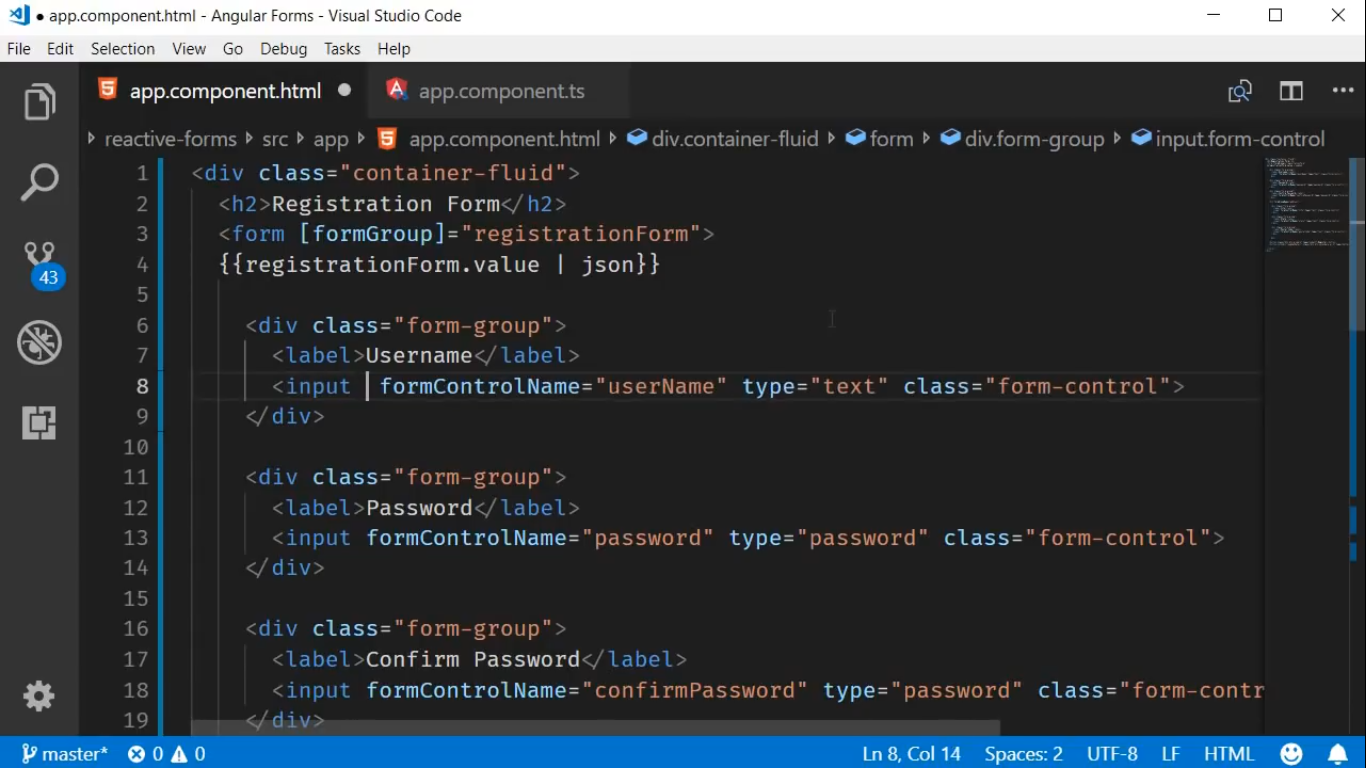 app.component.html - Angular Forms - Visual Studio Code
File Edit Selection View Go Debug Tasks Help
app.component.html app.component.ts
reactive-forms src app app.component.html div.container-fluid form div.form-group input.form-control
1 <div class="container-fluid">
2 <h2>Registration Form</h2>
3 <form [formGroup]="registrationForm">
4 {{registrationForm.value | json}}
5
6 <div class="form-group">
7 <label>Username</label>
8 <input  formControlName="userName" type="text" class="form-control">
9 </div>
10
11 <div class="form-group">
12 <label>Password</label>
13 <input formControlName="password" type="password" class="form-control">
14 </div>
15
16 <div class="form-group">
17 <label>Confirm Password</label>
18 <input formControlName="confirmPassword" type="password" class="form-contr
19 </div>
43
master* 0 0 Ln 8, Col 14 Spaces: 2 UTF-8 LF HTML